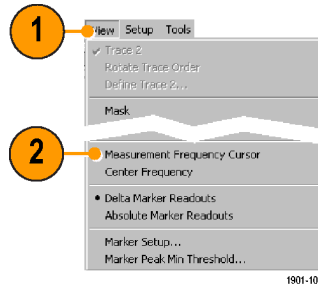 1
View Setup Tools
Trace 2
Rotate Trace Order
Define Trace 2...
Mask
2
Measurement Frequency Cursor
Center Frequency
Delta Marker Readouts
Absolute Marker Readouts
Marker Setup...
Marker Peak Min Threshold...
1901-10